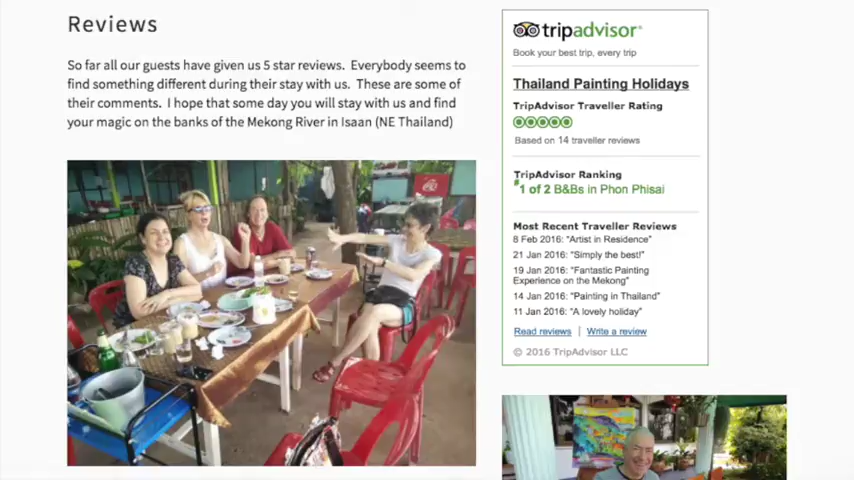 Reviews
So far all our guests have given us 5 star reviews. Everybody seems to
find something different during their stay with us. These are some of
their comments. I hope that some day you will stay with us and find
your magic on the banks of the Mekong River in Isaan (NE Thailand)
tripadvisor®
Book your best trip, every trip
Thailand Painting Holidays
TripAdvisor Traveller Rating
Based on 14 traveller reviews
TripAdvisor Ranking
#1 of 2 B&Bs in Phon Phisai
Most Recent Traveller Reviews
8 Feb 2016: "Artist in Residence"
21 Jan 2016: "Simply the best!"
19 Jan 2016: "Fantastic Painting
Experience on the Mekong"
14 Jan 2016: "Painting in Thailand"
11 Jan 2016: "A lovely holiday"
Read reviews | Write a review
© 2016 TripAdvisor LLC